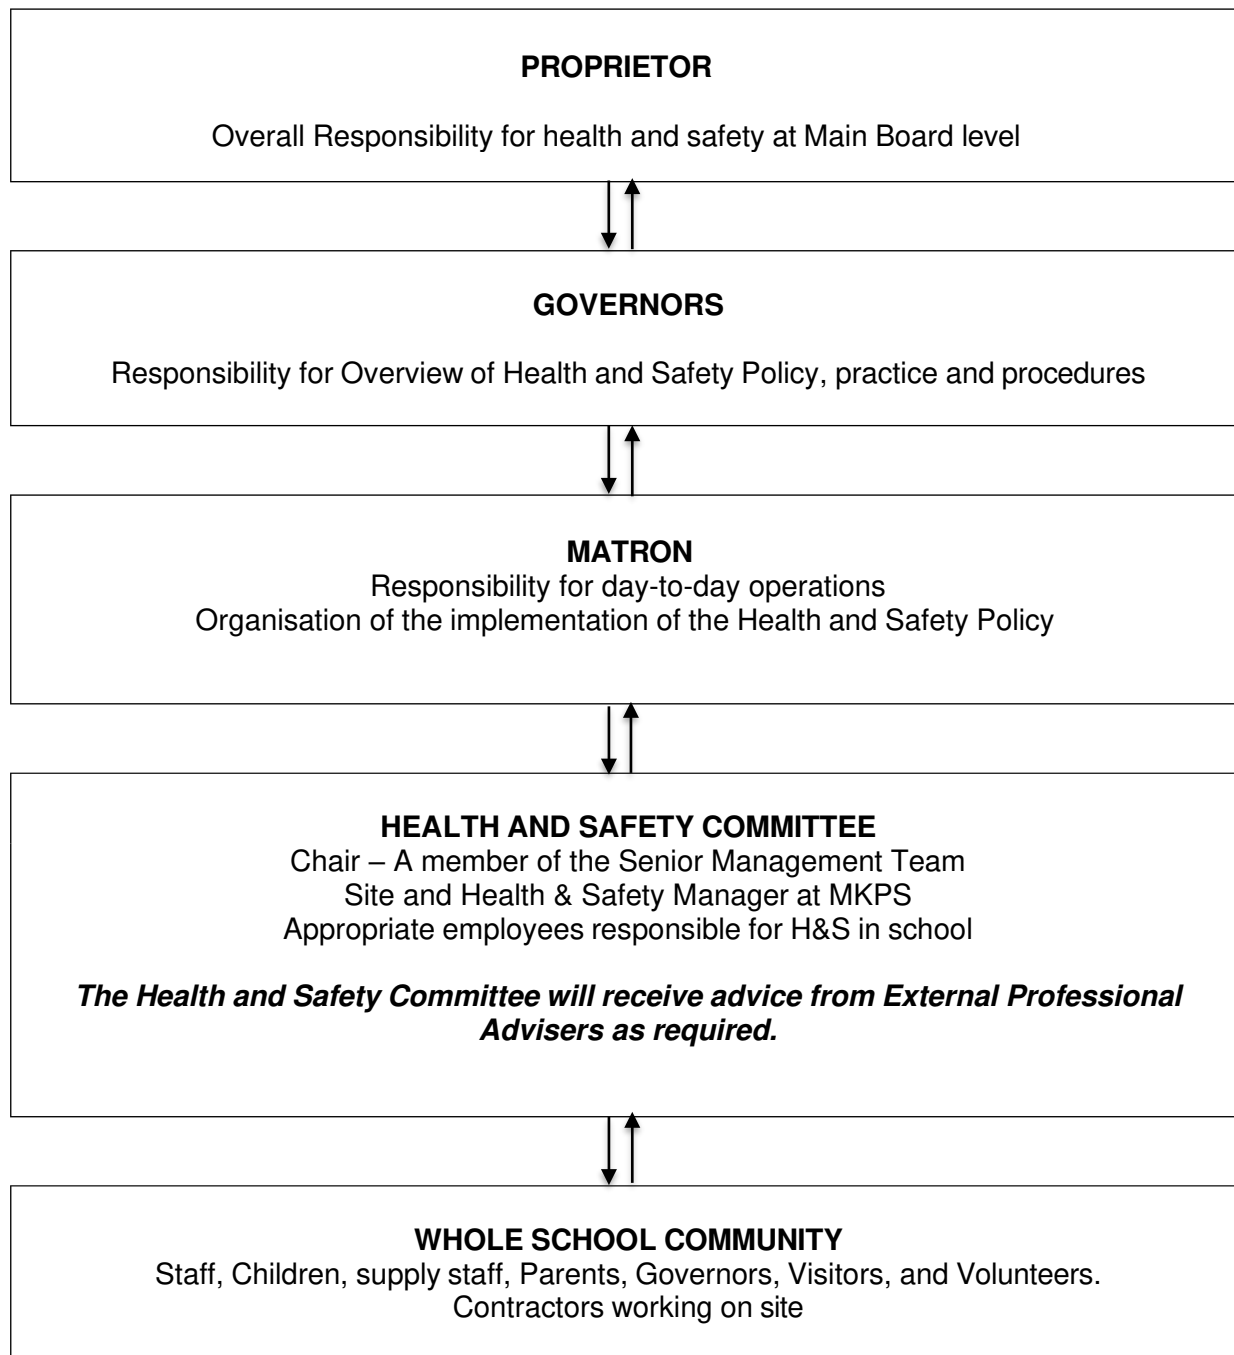 PROPRIETOR
Overall Responsibility for health and safety at Main Board level
GOVERNORS
Responsibility for Overview of Health and Safety Policy, practice and procedures
MATRON
Responsibility for day-to-day operations
Organisation of the implementation of the Health and Safety Policy
HEALTH AND SAFETY COMMITTEE
Chair – A member of the Senior Management Team
Site and Health & Safety Manager at MKPS
Appropriate employees responsible for H&S in school
The Health and Safety Committee will receive advice from External Professional
Advisers as required.
WHOLE SCHOOL COMMUNITY
Staff, Children, supply staff, Parents, Governors, Visitors, and Volunteers.
Contractors working on site